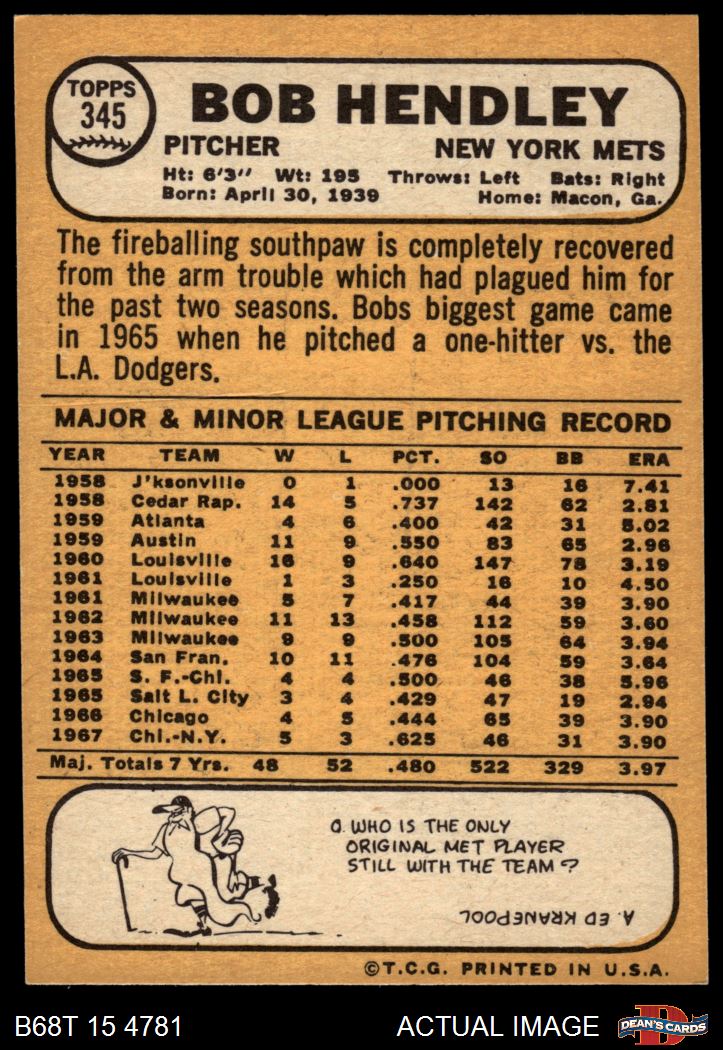 TOPPS
345
BOB HENDLEY
PITCHER NEW YORK METS
Ht: 6'3" Wt: 195 Throws: Left Bats: Right
Born: April 30, 1939 Home: Macon, Ga.
The fireballing southpaw is completely recovered
from the arm trouble which had plagued him for
the past two seasons. Bobs biggest game came
in 1965 when he pitched a one-hitter vs. the
L.A. Dodgers.
MAJOR & MINOR LEAGUE PITCHING RECORD
YEAR TEAM W L PCT. SO BB ERA
1958 J'ksonville 0 1 .000 13 16 7.41
1958 Cedar Rap. 14 5 .737 142 62 2.81
1959 Atlanta 4 6 .400 42 31 5.02
1959 Austin 11 9 .550 83 65 2.96
1960 Louisville 16 9 .640 147 78 3.19
1961 Louisville 1 3 .250 16 10 4.50
1961 Milwaukee 5 7 .417 44 39 3.90
1962 Milwaukee 11 13 .458 112 59 3.60
1963 Milwaukee 9 9 .500 105 64 3.94
1964 San Fran. 10 11 .476 104 59 3.64
1965 S. F.-Chi. 4 4 .500 46 38 5.96
1965 Salt L. City 3 4 .429 47 19 2.94
1966 Chicago 4 5 .444 65 39 3.90
1967 Chi.-N.Y. 5 3 .625 46 31 3.90
Maj. Totals 7 Yrs. 48 52 .480 522 329 3.97
Q. WHO IS THE ONLY
ORIGINAL MET PLAYER
STILL WITH THE TEAM?
A. ED KRANEPOOL
©T.C.G. PRINTED IN U.S.A.
B68T 15 4781 ACTUAL IMAGE DEAN'S CARDS